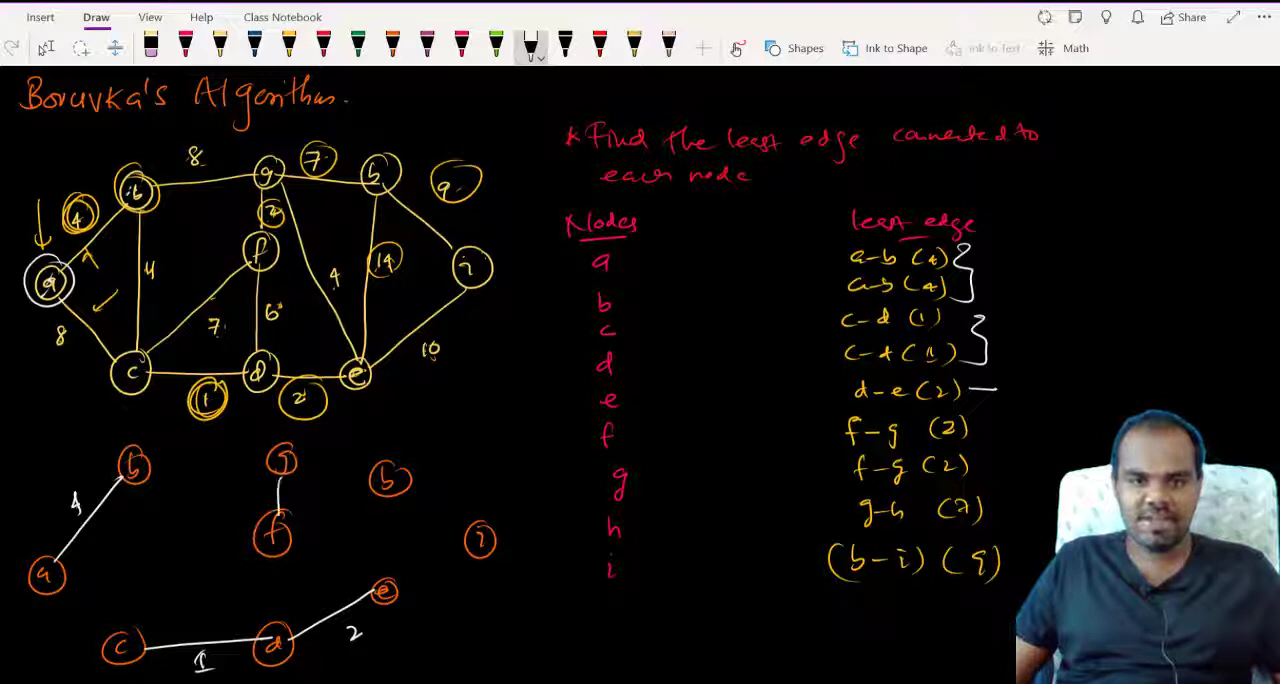 Insert Draw View Help Class Notebook
Share
Shapes Ink to Shape Ink to Text Math
Boruvka's Algorithm.
*Find the least edge connected to
each node
Nodes least edge
a a-b (4)
b a-b (4)
c c-d (1)
d c-d (1)
e d-e (2)
f f-g (2)
g f-g (2)
h g-h (7)
i (h-i) (9)
8 7 9
b g h
4 2
f
a 4 4 14 i
8 7 6 10
c d e
1 2
b g h
4
f i
a e
c d 2
1